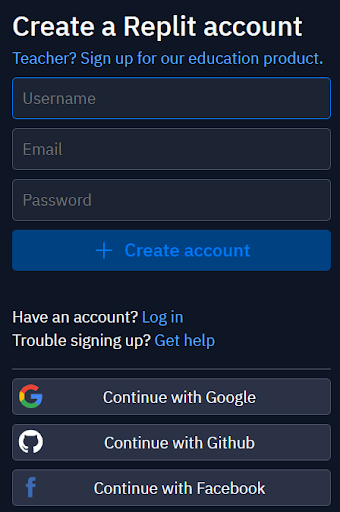 Create a Replit account
Teacher? Sign up for our education product.
Username
Email
Password
+ Create account
Have an account? Log in
Trouble signing up? Get help
Continue with Google
Continue with Github
Continue with Facebook